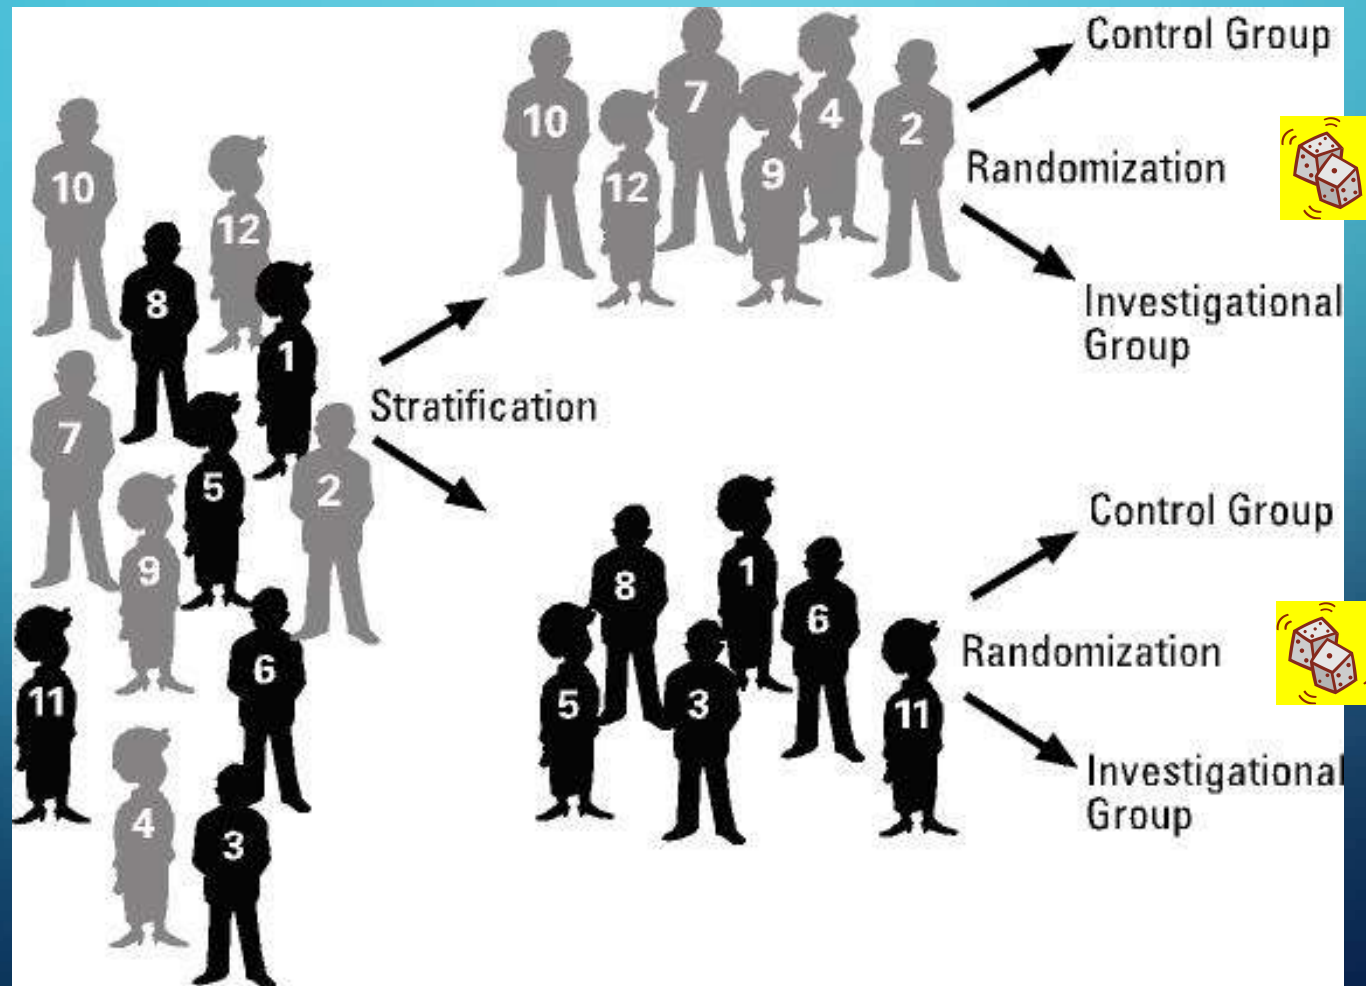 10
12
8
1
7
5
2
9
11
6
4
3
Stratification
10
12
7
9
4
2
Control Group
Randomization
Investigational
Group
8
1
6
5
3
11
Control Group
Randomization
Investigational
Group